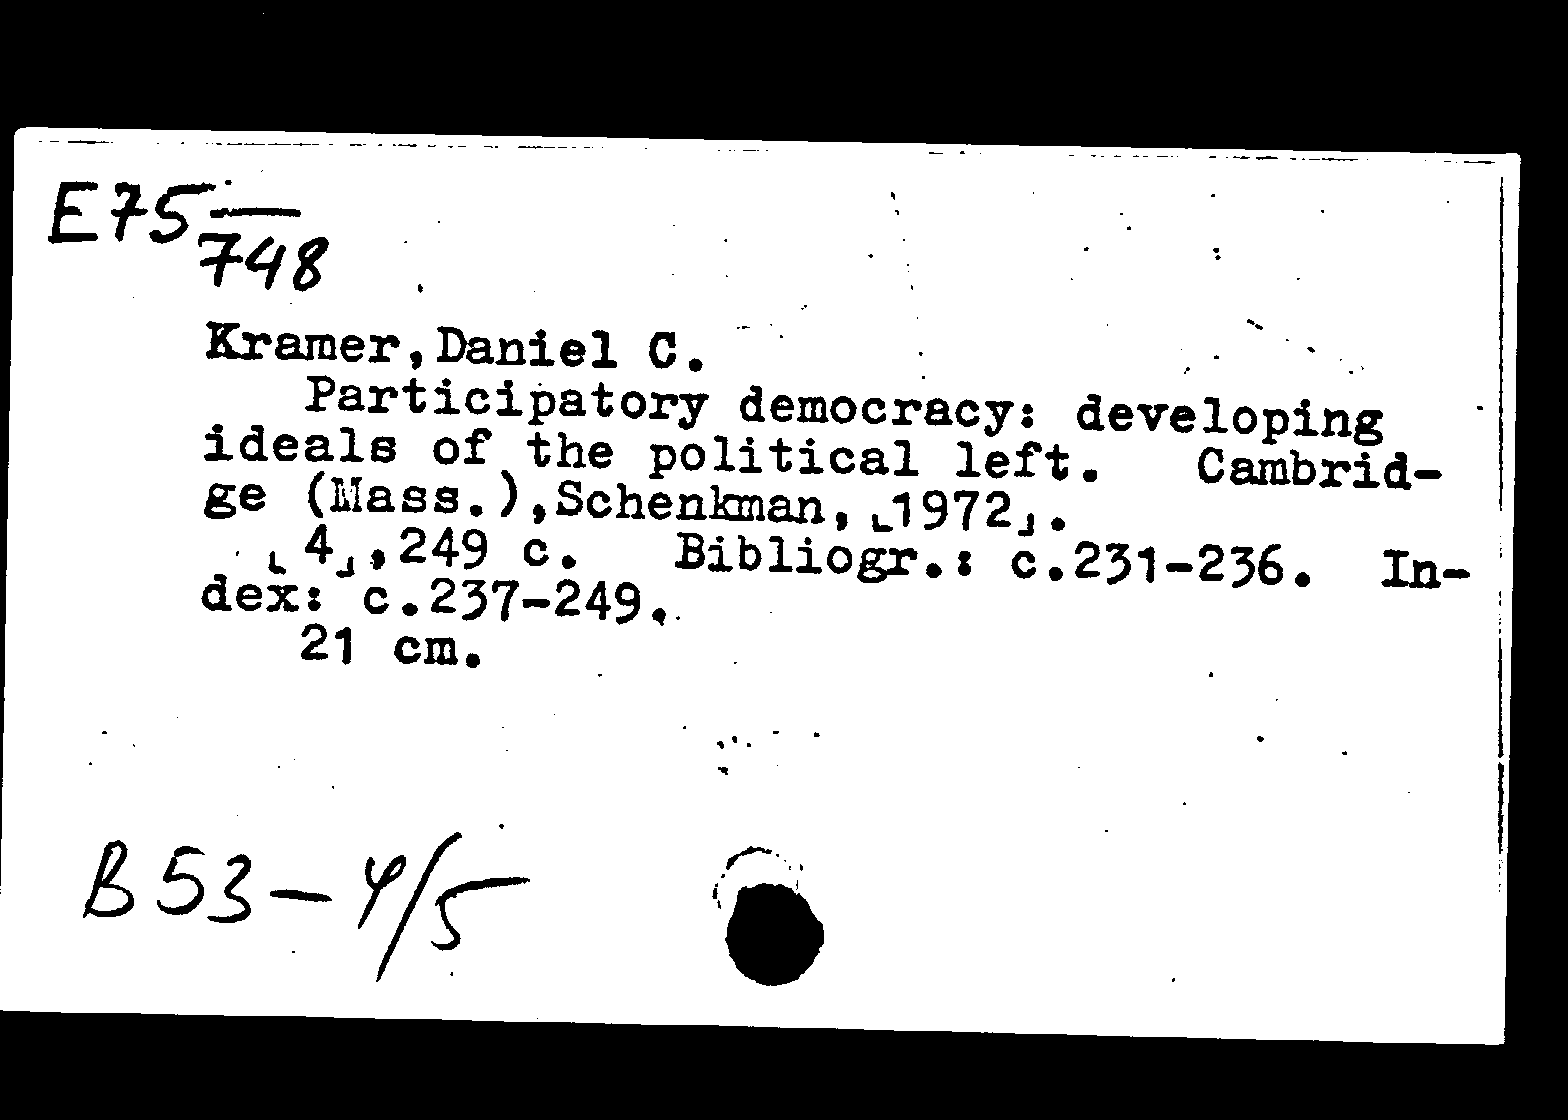 E75—
748
Kramer,Daniel C.
Participatory democracy: developing
ideals of the political left. Cambrid-
ge (Mass.),Schenkman,⌞1972⌟.
⌞4⌟,249 c. Bibliogr.: c.231-236. In-
dex: c.237-249.
21 cm.
B 53-4/5